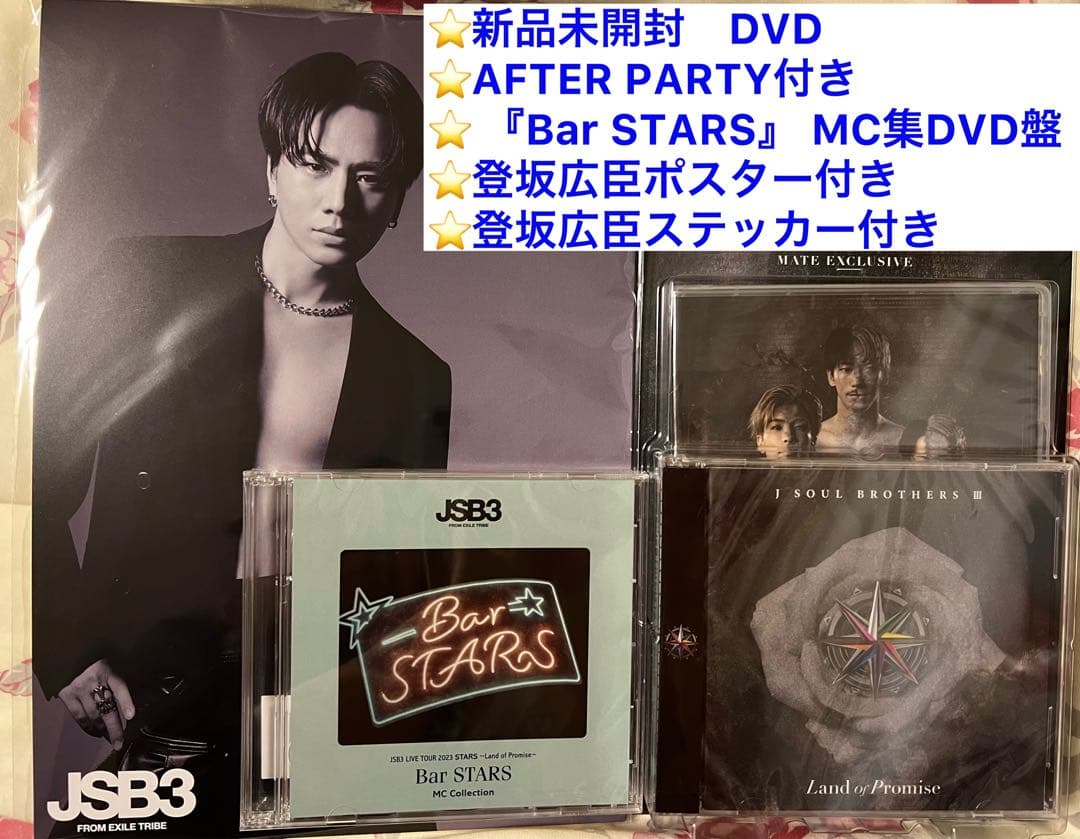 ⭐新品未開封　DVD
⭐AFTER PARTY付き
⭐『Bar STARS』 MC集DVD盤
⭐登坂広臣ポスター付き
⭐登坂広臣ステッカー付き
MATE EXCLUSIVE
JSB3
FROM EXILE TRIBE
Bar
STARS
JSB3 LIVE TOUR 2023 STARS ～Land of Promise～
Bar STARS
MC Collection
J SOUL BROTHERS III
Land of Promise
JSB3
FROM EXILE TRIBE